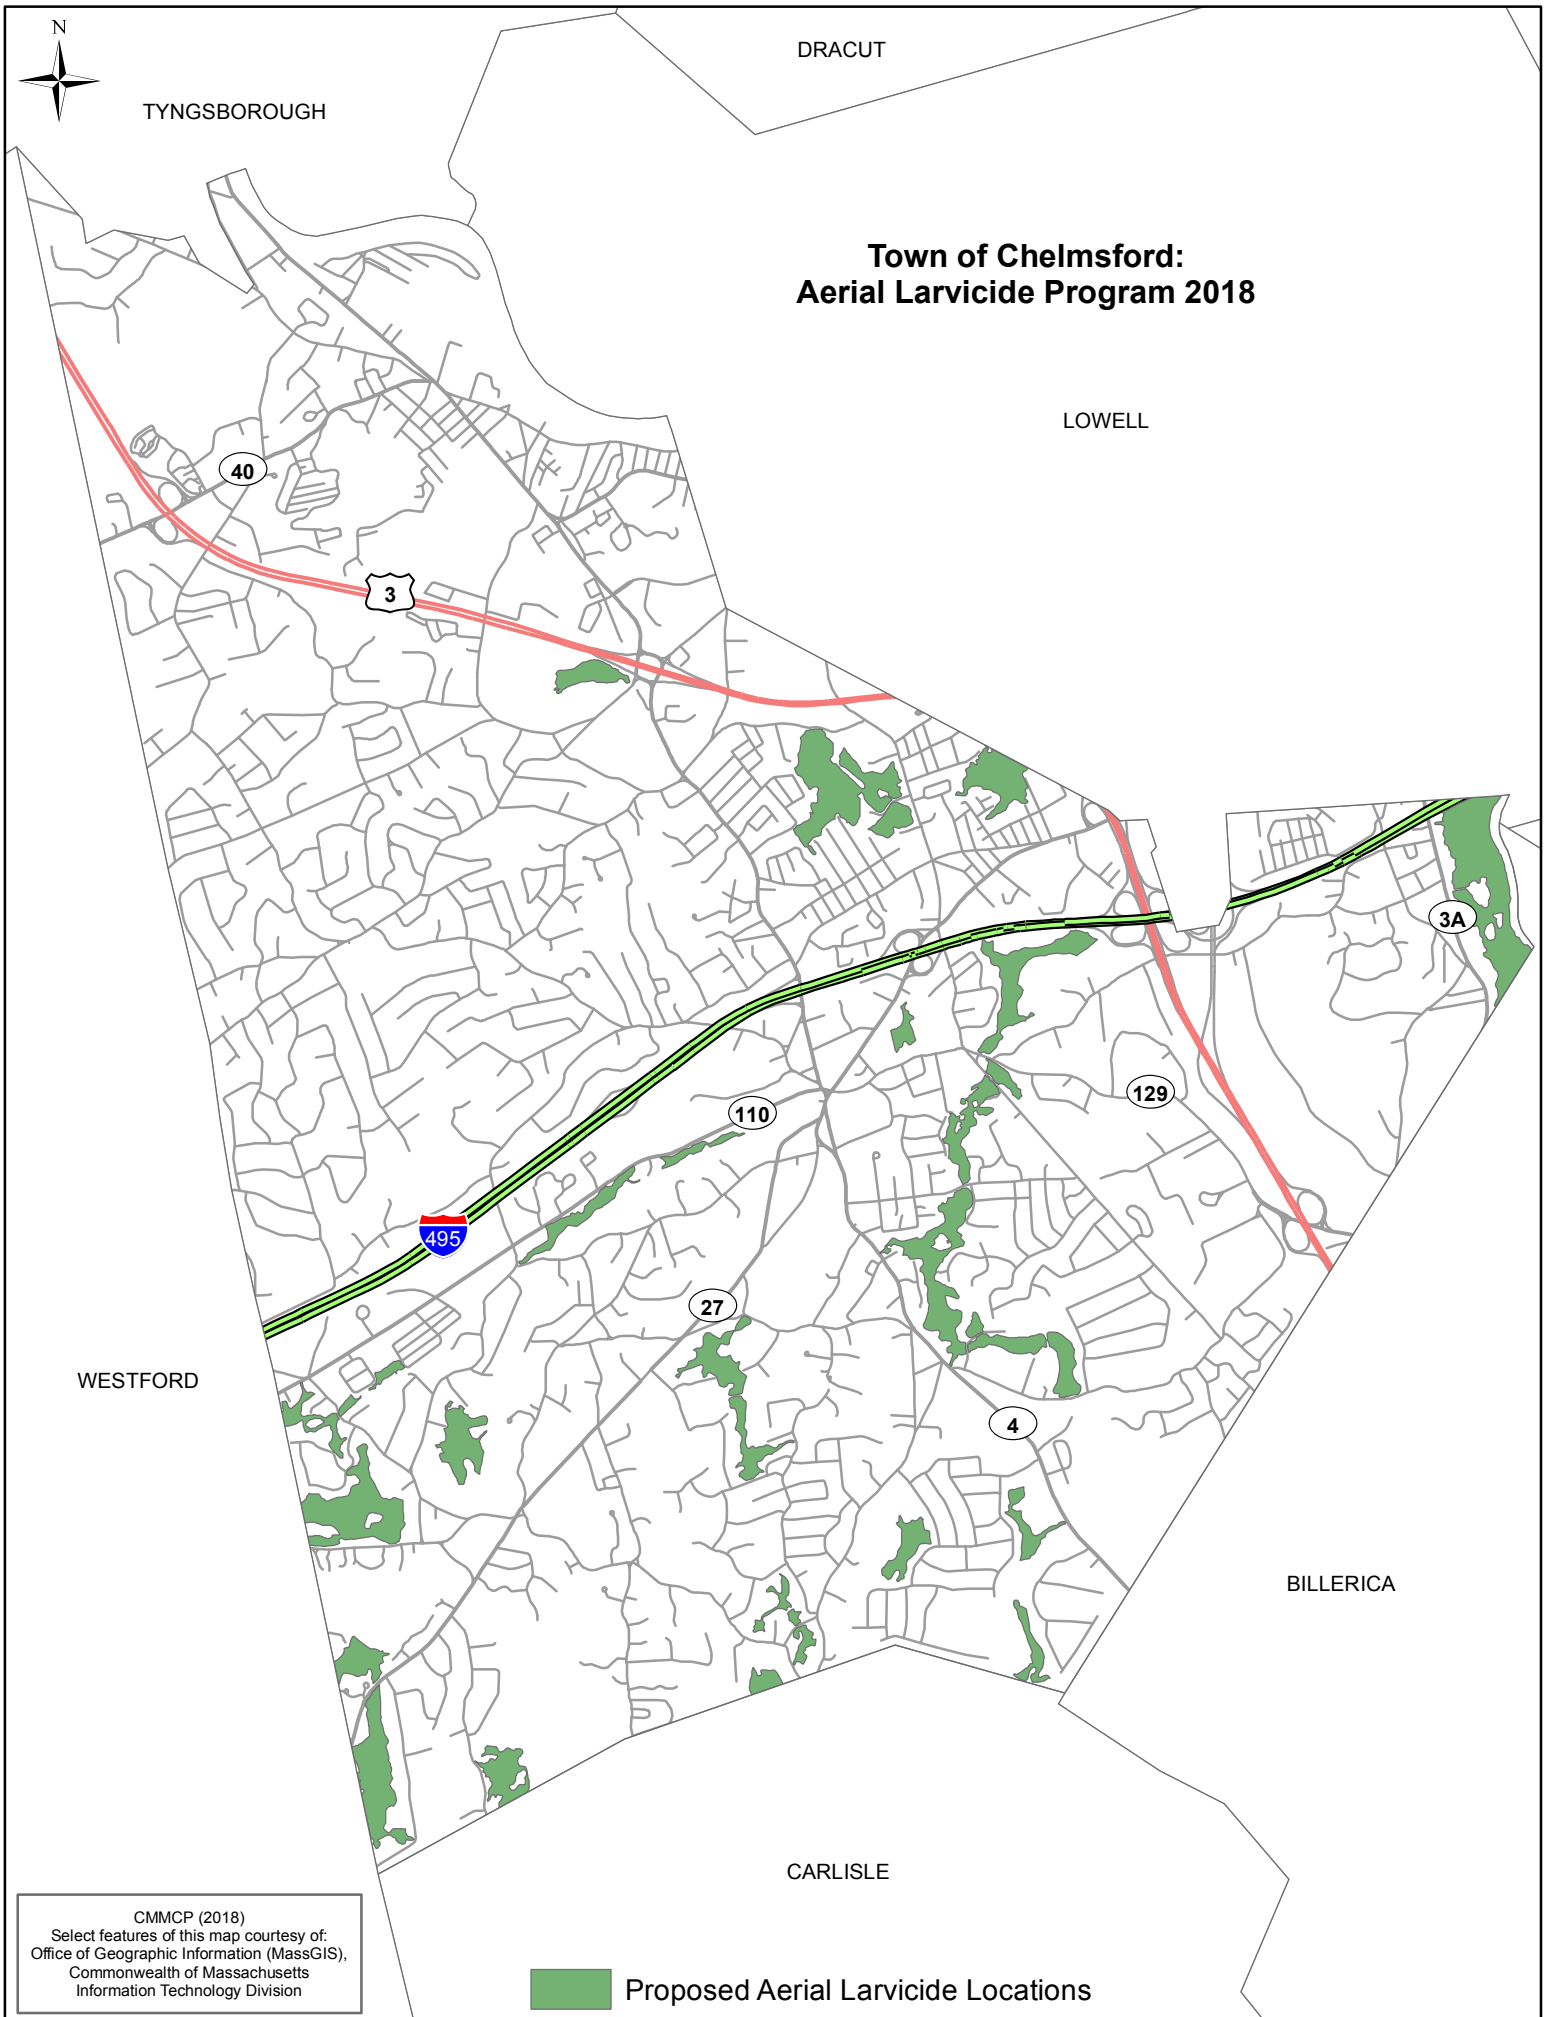 N
DRACUT
TYNGSBOROUGH
Town of Chelmsford:
Aerial Larvicide Program 2018
LOWELL
40
3
3A
129
110
495
27
WESTFORD
4
BILLERICA
CARLISLE
CMMCP (2018)
Select features of this map courtesy of:
Office of Geographic Information (MassGIS),
Commonwealth of Massachusetts
Information Technology Division
Proposed Aerial Larvicide Locations